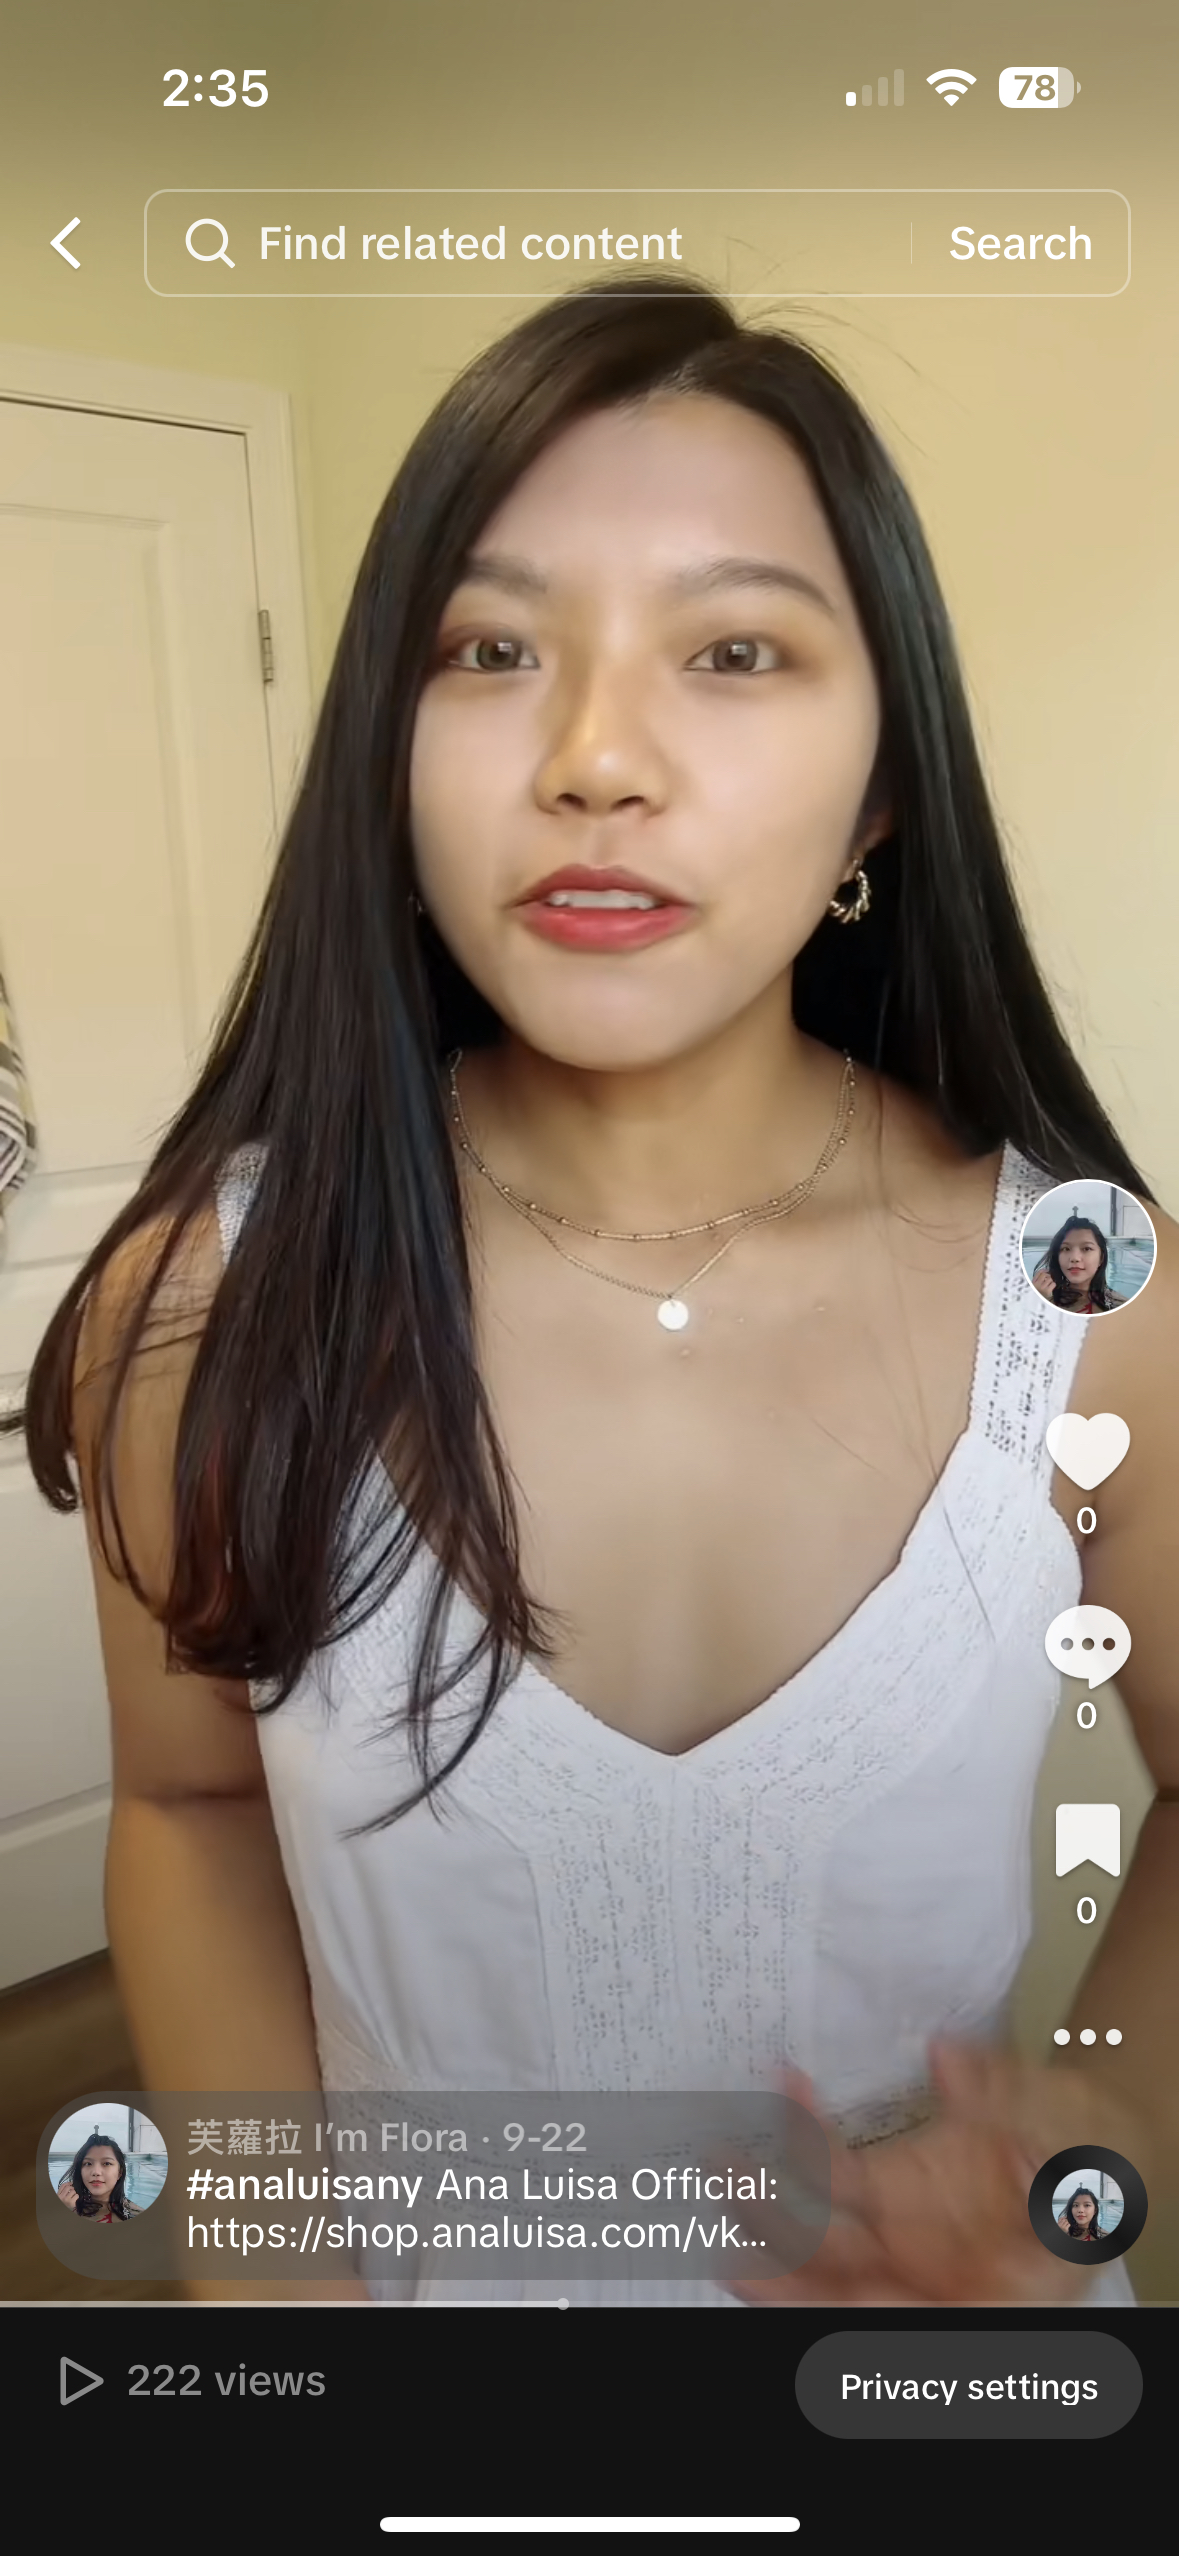 2:35
78
Find related content
Search
0
0
0
芙蘿拉 I’m Flora · 9-22
#analuisany Ana Luisa Official:
https://shop.analuisa.com/vk...
222 views
Privacy settings